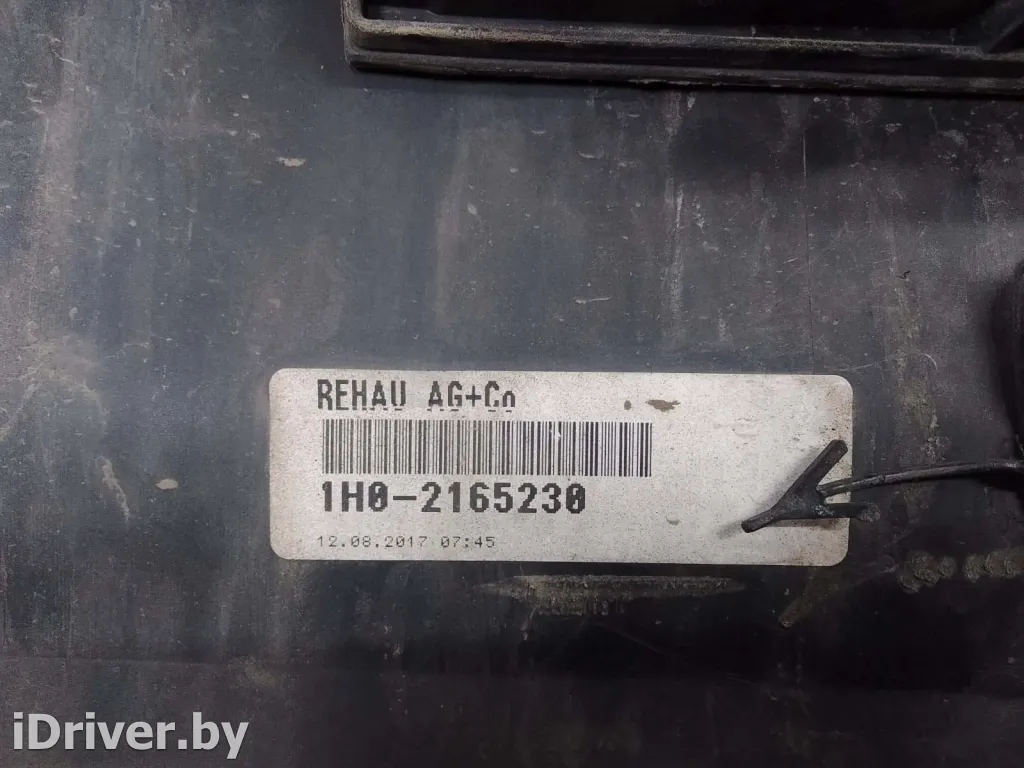 REHAU AG+Co
1H0-2165230
12.08.2017 07:45
iDriver.by